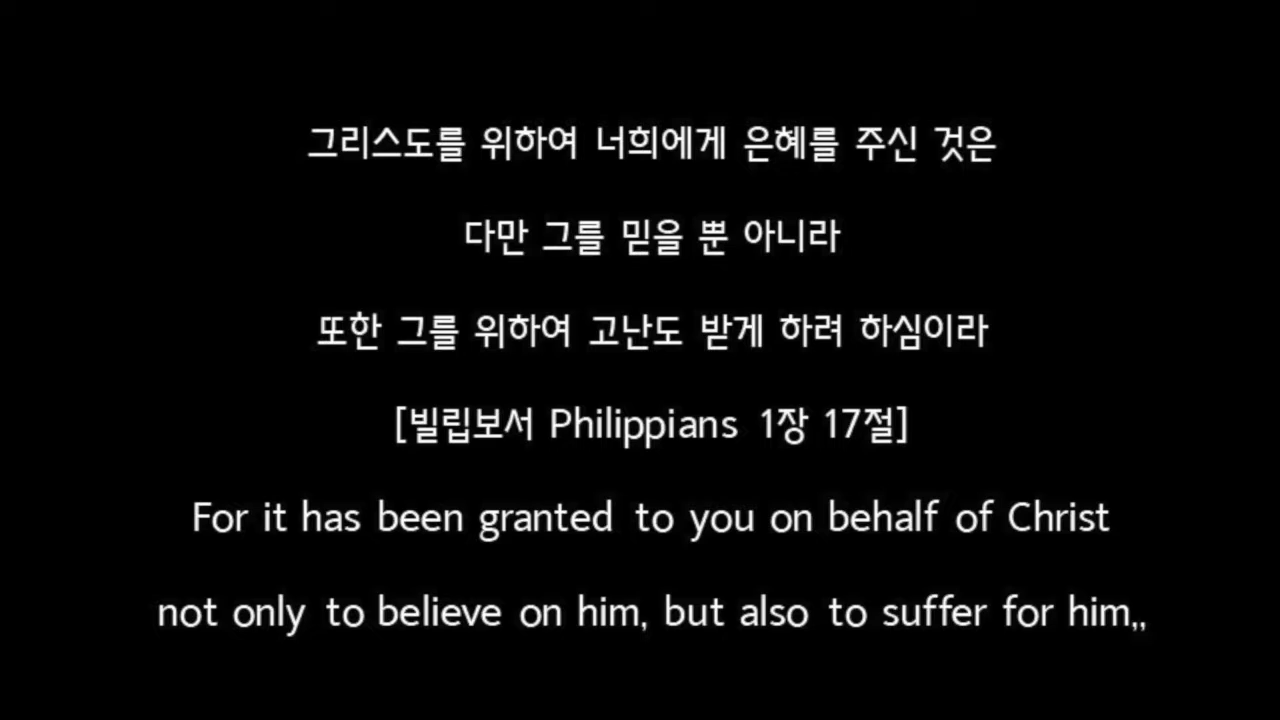 그리스도를 위하여 너희에게 은혜를 주신 것은
다만 그를 믿을 뿐 아니라
또한 그를 위하여 고난도 받게 하려 하심이라
[빌립보서 Philippians 1장 17절]
For it has been granted to you on behalf of Christ
not only to believe on him, but also to suffer for him,,